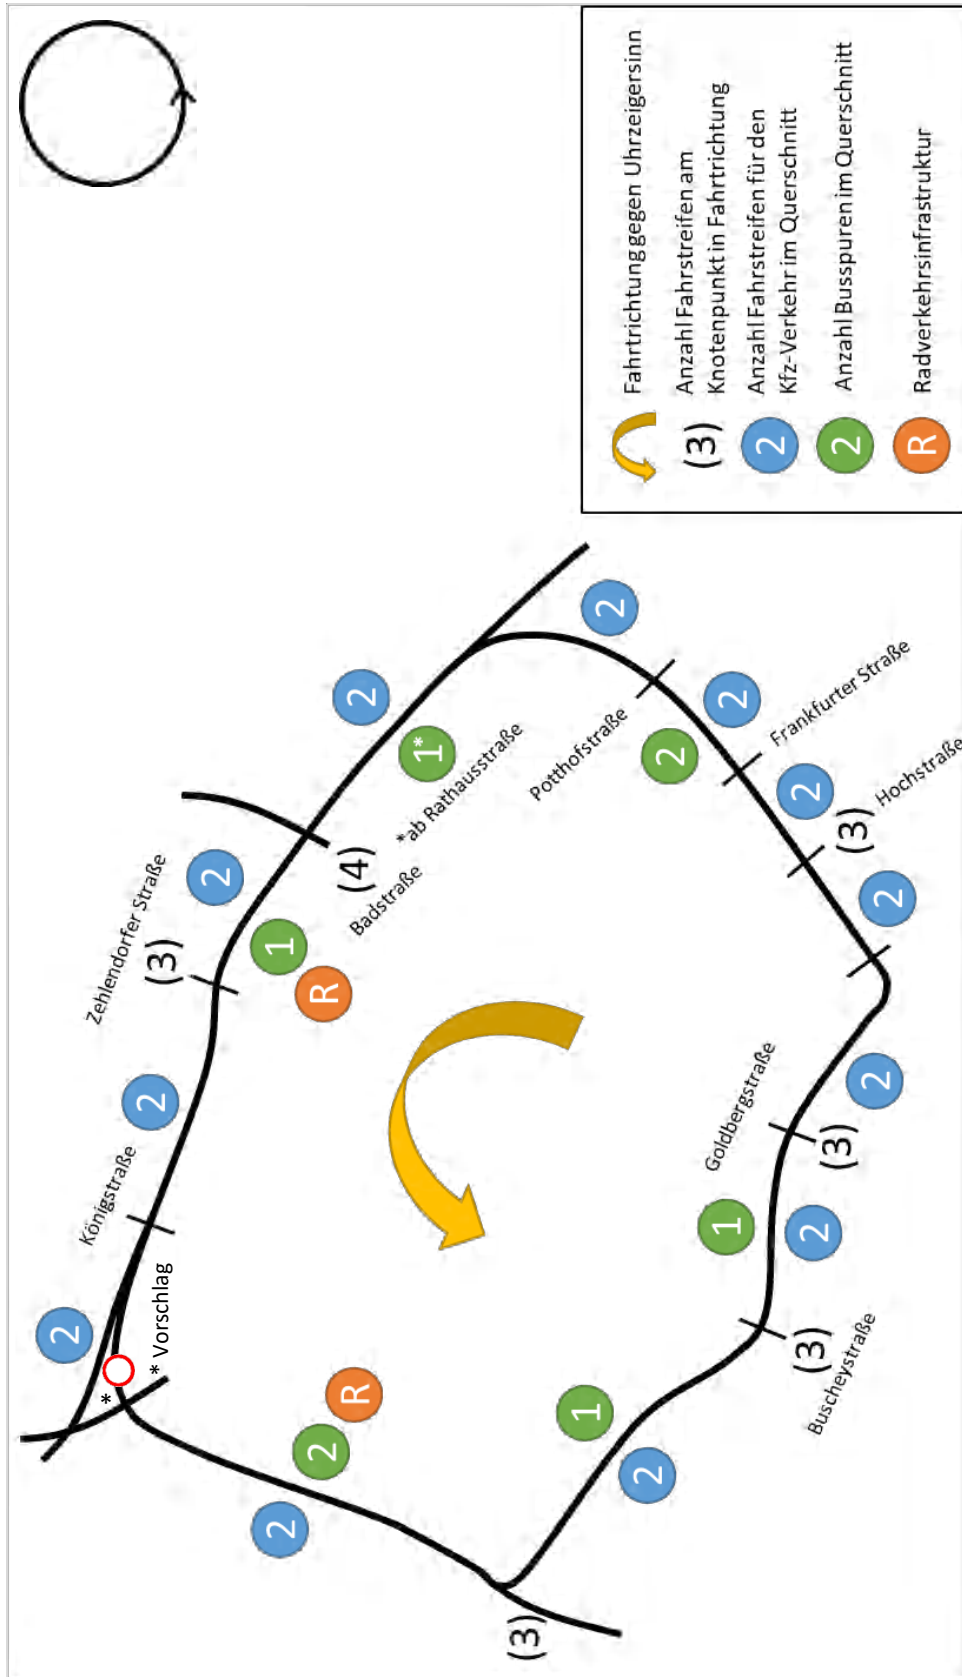 Zehlendorfer Straße
Königstraße
* Vorschlag
*
(3)
(4)
Badstraße
*ab Rathausstraße
Potthofstraße
Frankfurter Straße
Hochstraße
(3)
Goldbergstraße
(3)
Buscheystraße
(3)
(3)
2
2
2
2
1*
1
R
2
2
2
2
2
2
2
1
2
1
2
2
R
Fahrtrichtung gegen Uhrzeigersinn
(3)
Anzahl Fahrstreifen am
Knotenpunkt in Fahrtrichtung
2
Anzahl Fahrstreifen für den
Kfz-Verkehr im Querschnitt
2
Anzahl Busspuren im Querschnitt
R
Radverkehrsinfrastruktur